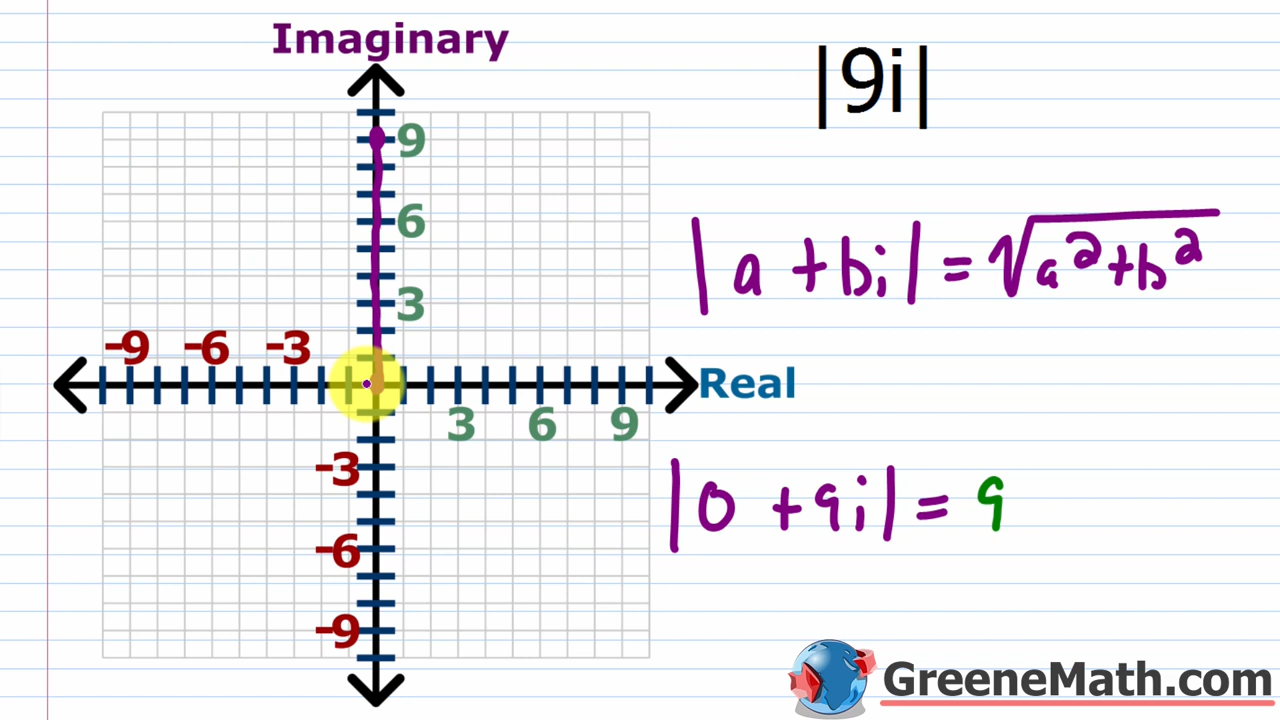 Imaginary
|9i|
9
6
|a + bi| = √a² + b²
3
-9 -6 -3
Real
3 6 9
-3
|0 + 9i| = 9
-6
-9
GreeneMath.com